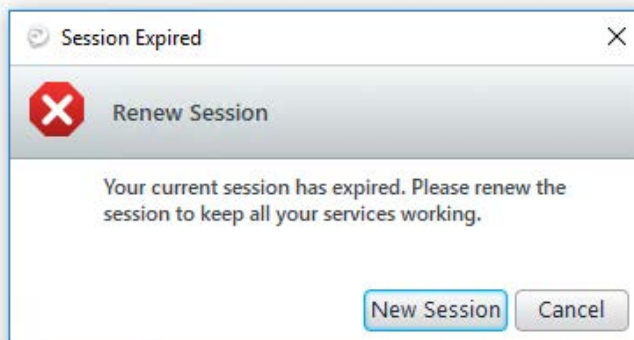 Session Expired
Renew Session
Your current session has expired. Please renew the
session to keep all your services working.
New Session Cancel